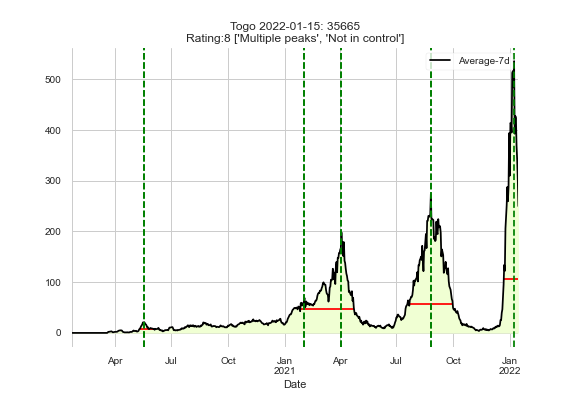 Togo 2022-01-15: 35665
Rating:8 ['Multiple peaks', 'Not in control']
Average-7d
500
400
300
200
100
0
Apr Jul Oct Jan Apr Jul Oct Jan
2021 2022
Date